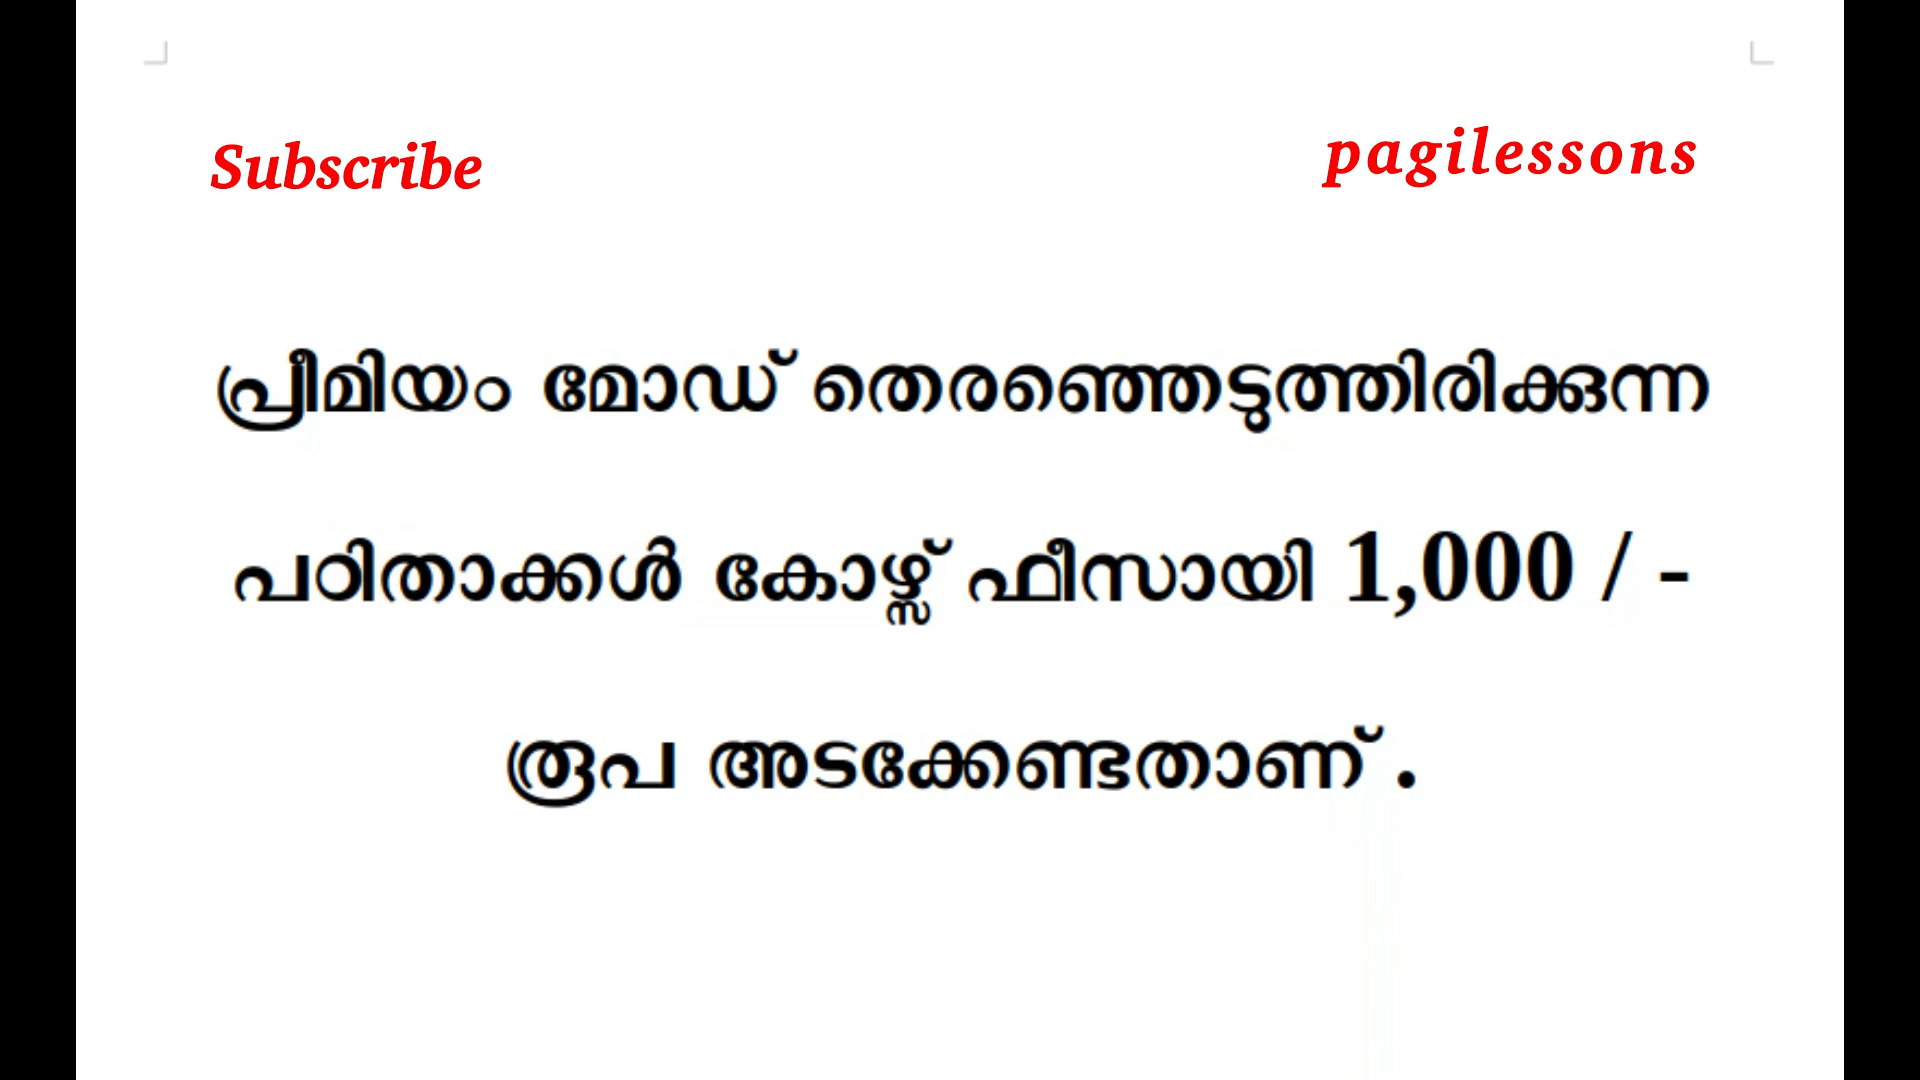 Subscribe
pagilessons
പ്രീമിയം മോഡ് തെരഞ്ഞെടുത്തിരിക്കുന്ന
പഠിതാക്കൾ കോഴ്സ് ഫീസായി 1,000 / -
രൂപ അടക്കേണ്ടതാണ് .